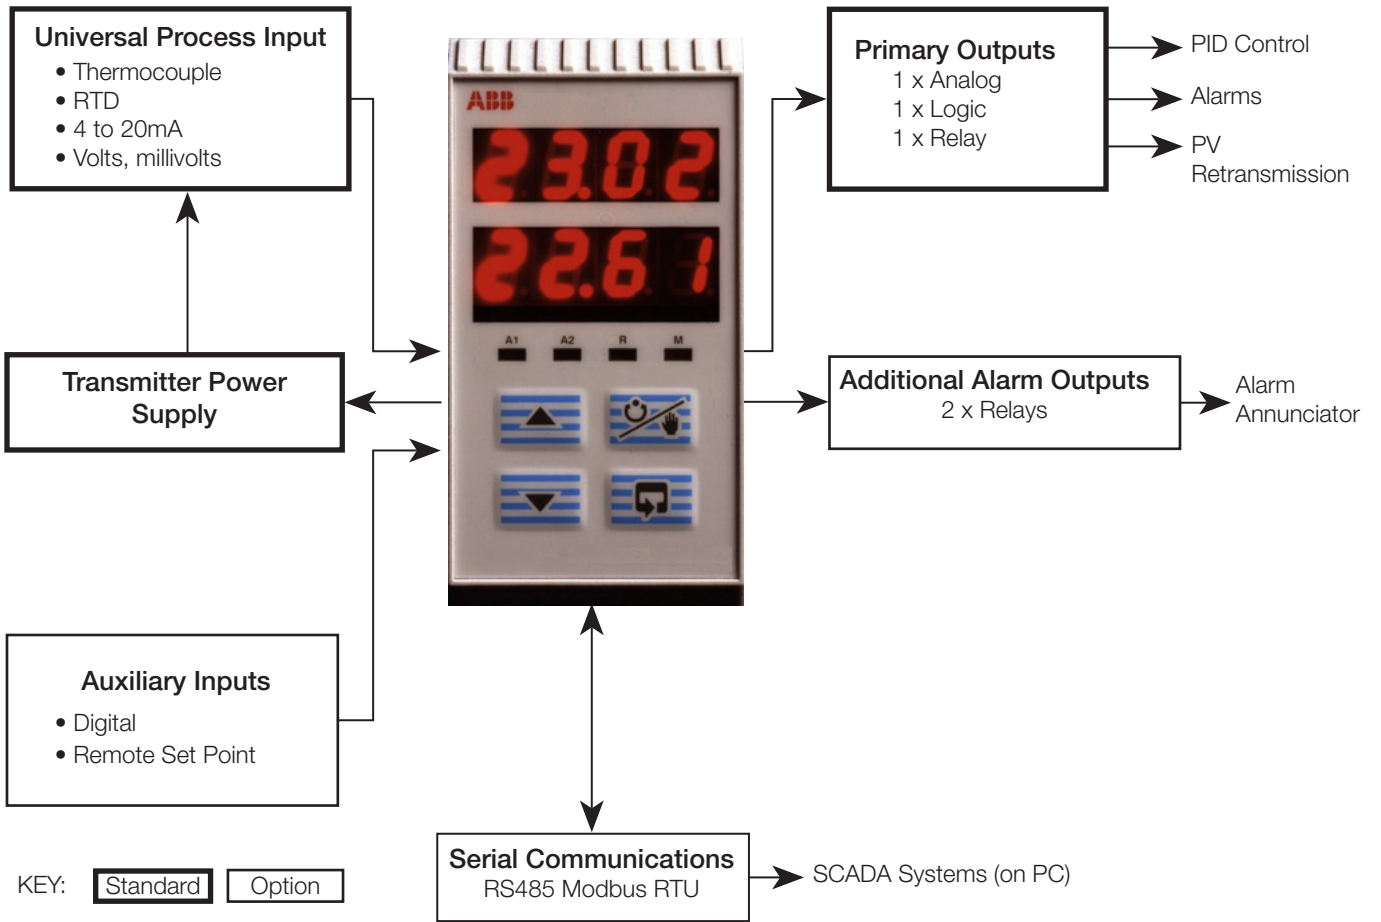 Universal Process Input
• Thermocouple
• RTD
• 4 to 20mA
• Volts, millivolts
Transmitter Power
Supply
Auxiliary Inputs
• Digital
• Remote Set Point
KEY:
Standard
Option
ABB
23.02
22.61
A1 A2 R M
Primary Outputs
1 x Analog
1 x Logic
1 x Relay
PID Control
Alarms
PV
Retransmission
Additional Alarm Outputs
2 x Relays
Alarm
Annunciator
Serial Communications
RS485 Modbus RTU
SCADA Systems (on PC)